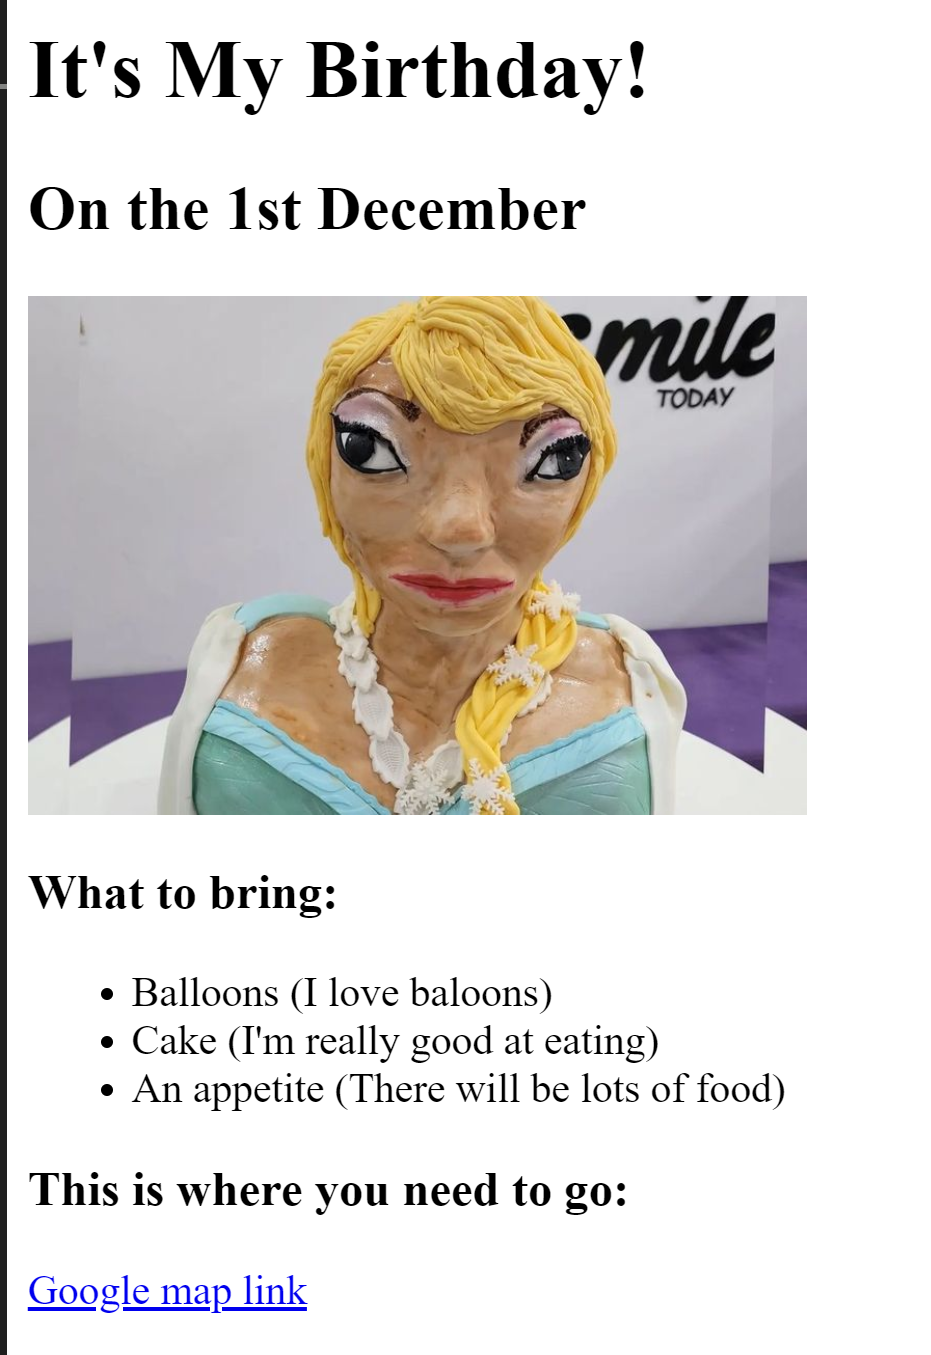 It's My Birthday!
On the 1st December
smile
TODAY
What to bring:
Balloons (I love baloons)
Cake (I'm really good at eating)
An appetite (There will be lots of food)
This is where you need to go:
Google map link